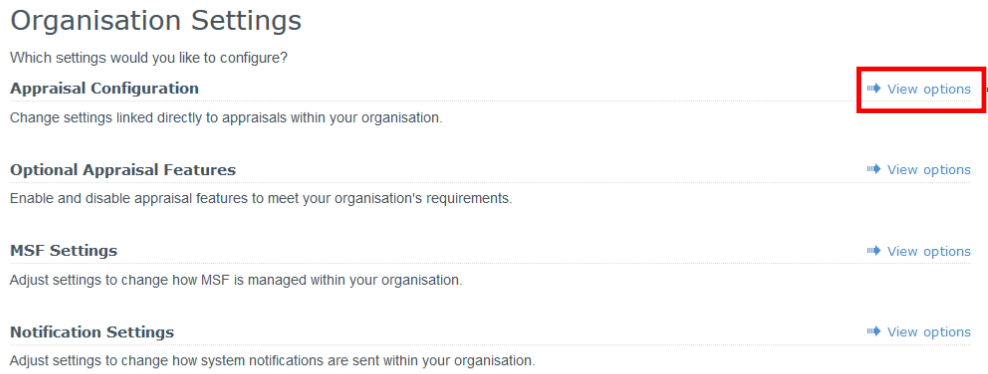 Organisation Settings
Which settings would you like to configure?
Appraisal Configuration View options
Change settings linked directly to appraisals within your organisation.
Optional Appraisal Features View options
Enable and disable appraisal features to meet your organisation's requirements.
MSF Settings View options
Adjust settings to change how MSF is managed within your organisation.
Notification Settings View options
Adjust settings to change how system notifications are sent within your organisation.